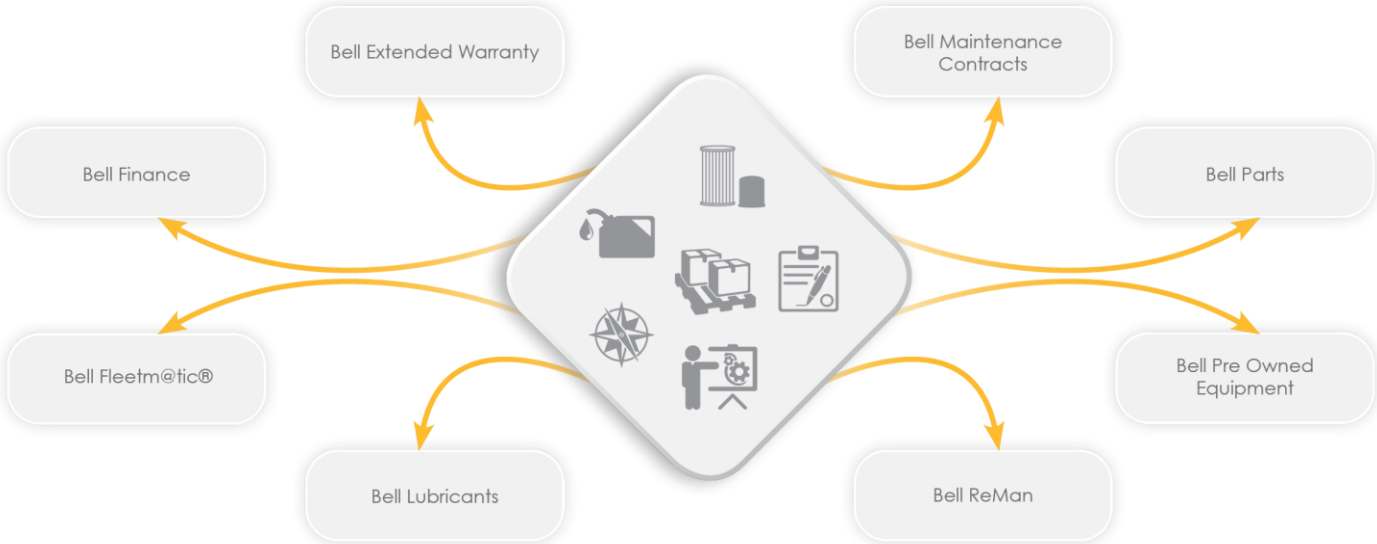 Bell Extended Warranty
Bell Maintenance
Contracts
Bell Finance
Bell Parts
Bell Fleetm@tic®
Bell Pre Owned
Equipment
Bell Lubricants
Bell ReMan